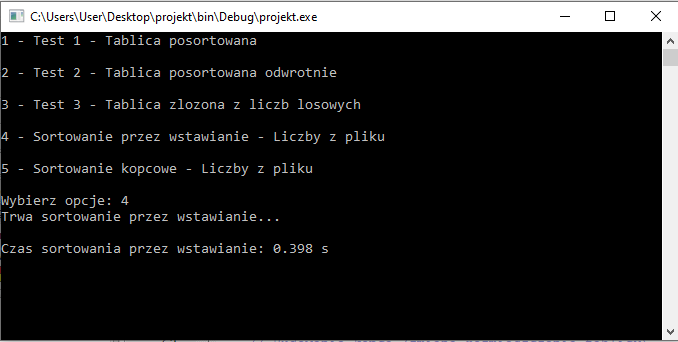 C:\Users\User\Desktop\projekt\bin\Debug\projekt.exe
1 - Test 1 - Tablica posortowana
2 - Test 2 - Tablica posortowana odwrotnie
3 - Test 3 - Tablica zlozona z liczb losowych
4 - Sortowanie przez wstawianie - Liczby z pliku
5 - Sortowanie kopcowe - Liczby z pliku
Wybierz opcje: 4
Trwa sortowanie przez wstawianie...
Czas sortowania przez wstawianie: 0.398 s